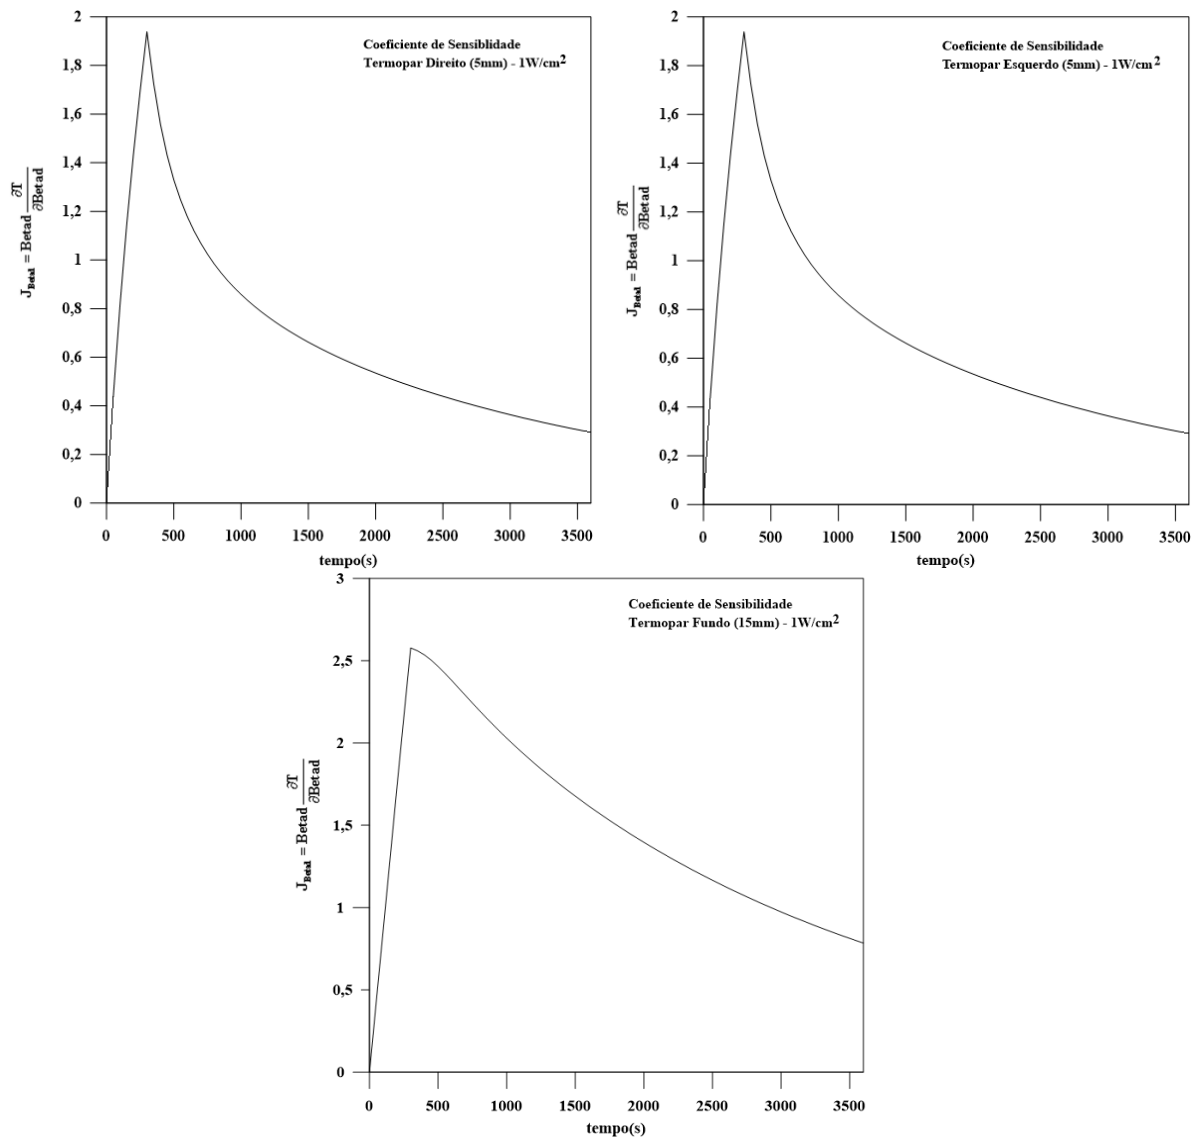 2
1,8
1,6
1,4
1,2
1
0,8
0,6
0,4
0,2
0
J_Betad = Betad ∂T/∂Betad
Coeficiente de Sensiblidade
Termopar Direito (5mm) - 1W/cm²
0 500 1000 1500 2000 2500 3000 3500
tempo(s)
2
1,8
1,6
1,4
1,2
1
0,8
0,6
0,4
0,2
0
J_Betad = Betad ∂T/∂Betad
Coeficiente de Sensibilidade
Termopar Esquerdo (5mm) - 1W/cm²
0 500 1000 1500 2000 2500 3000 3500
tempo(s)
3
2,5
2
1,5
1
0,5
0
J_Betad = Betad ∂T/∂Betad
Coeficiente de Sensibilidade
Termopar Fundo (15mm) - 1W/cm²
0 500 1000 1500 2000 2500 3000 3500
tempo(s)